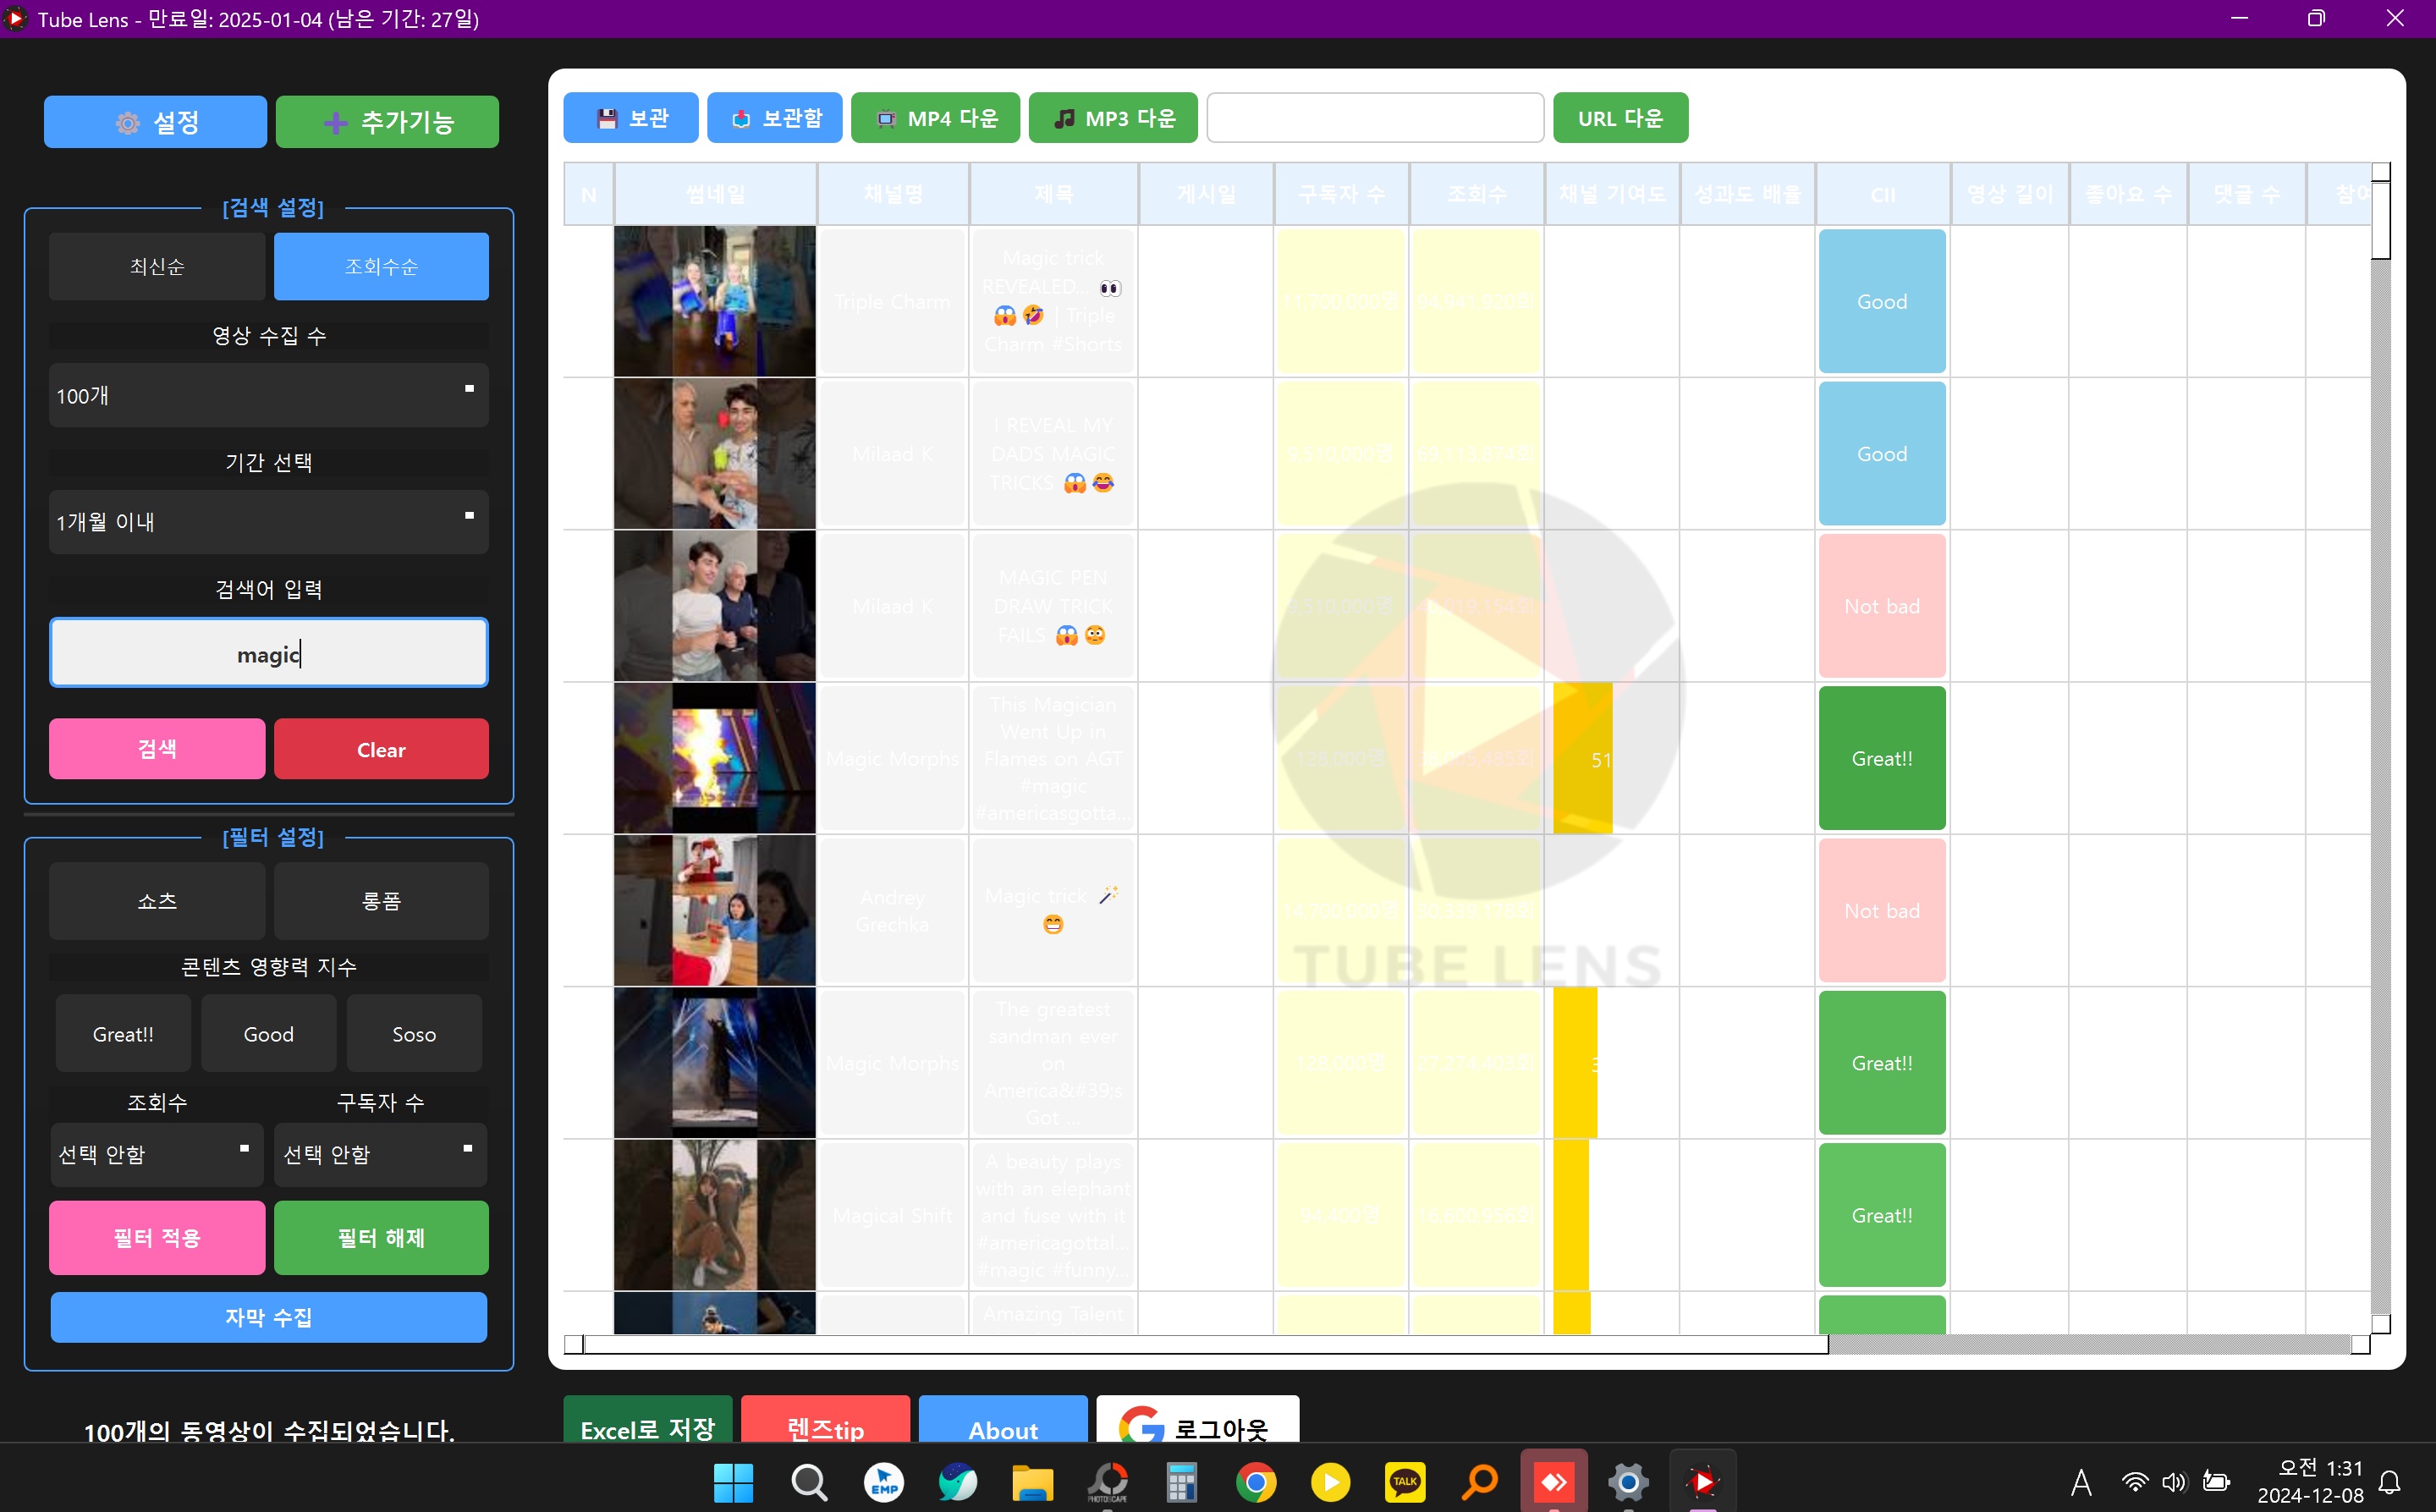 Tube Lens - 만료일: 2025-01-04 (남은 기간: 27일)
설정
추가기능
[검색 설정]
최신순
조회수순
영상 수집 수
100개
기간 선택
1개월 이내
검색어 입력
magic
검색
Clear
[필터 설정]
쇼츠
롱폼
콘텐츠 영향력 지수
Great!!
Good
Soso
조회수
구독자 수
선택 안함
선택 안함
필터 적용
필터 해제
자막 수집
100개의 동영상이 수집되었습니다.
보관
보관함
MP4 다운
MP3 다운
URL 다운
N
썸네일
채널명
제목
게시일
구독자 수
조회수
채널 기여도
성과도 배율
CII
영상 길이
좋아요 수
댓글 수
Triple Charm
Magic trick
REVEALED... 👀
😱🤣 | Triple
Charm #Shorts
Good
Milaad K
I REVEAL MY
DADS MAGIC
TRICKS 😱😂
Good
Milaad K
MAGIC PEN
DRAW TRICK
FAILS 😱😳
Not bad
Magic Morphs
This Magician
Went Up in
Flames on AGT
#magic
#americasgotta...
128,000명
51
Great!!
Andrey
Grechka
Magic trick 🪄
😁
14,700,000명
Not bad
Magic Morphs
The greatest
sandman ever
on
America&#39;s
Got ...
128,000명
27,274,403회
Great!!
Magical Shift
A beauty plays
with an elephant
and fuse with it
#americagottal...
#magic #funny...
94,400명
Great!!
Amazing Talent
TUBE LENS
Excel로 저장
렌즈tip
About
로그아웃
EMP
PHOTOSCAPE
TALK
A
오전 1:31
2024-12-08